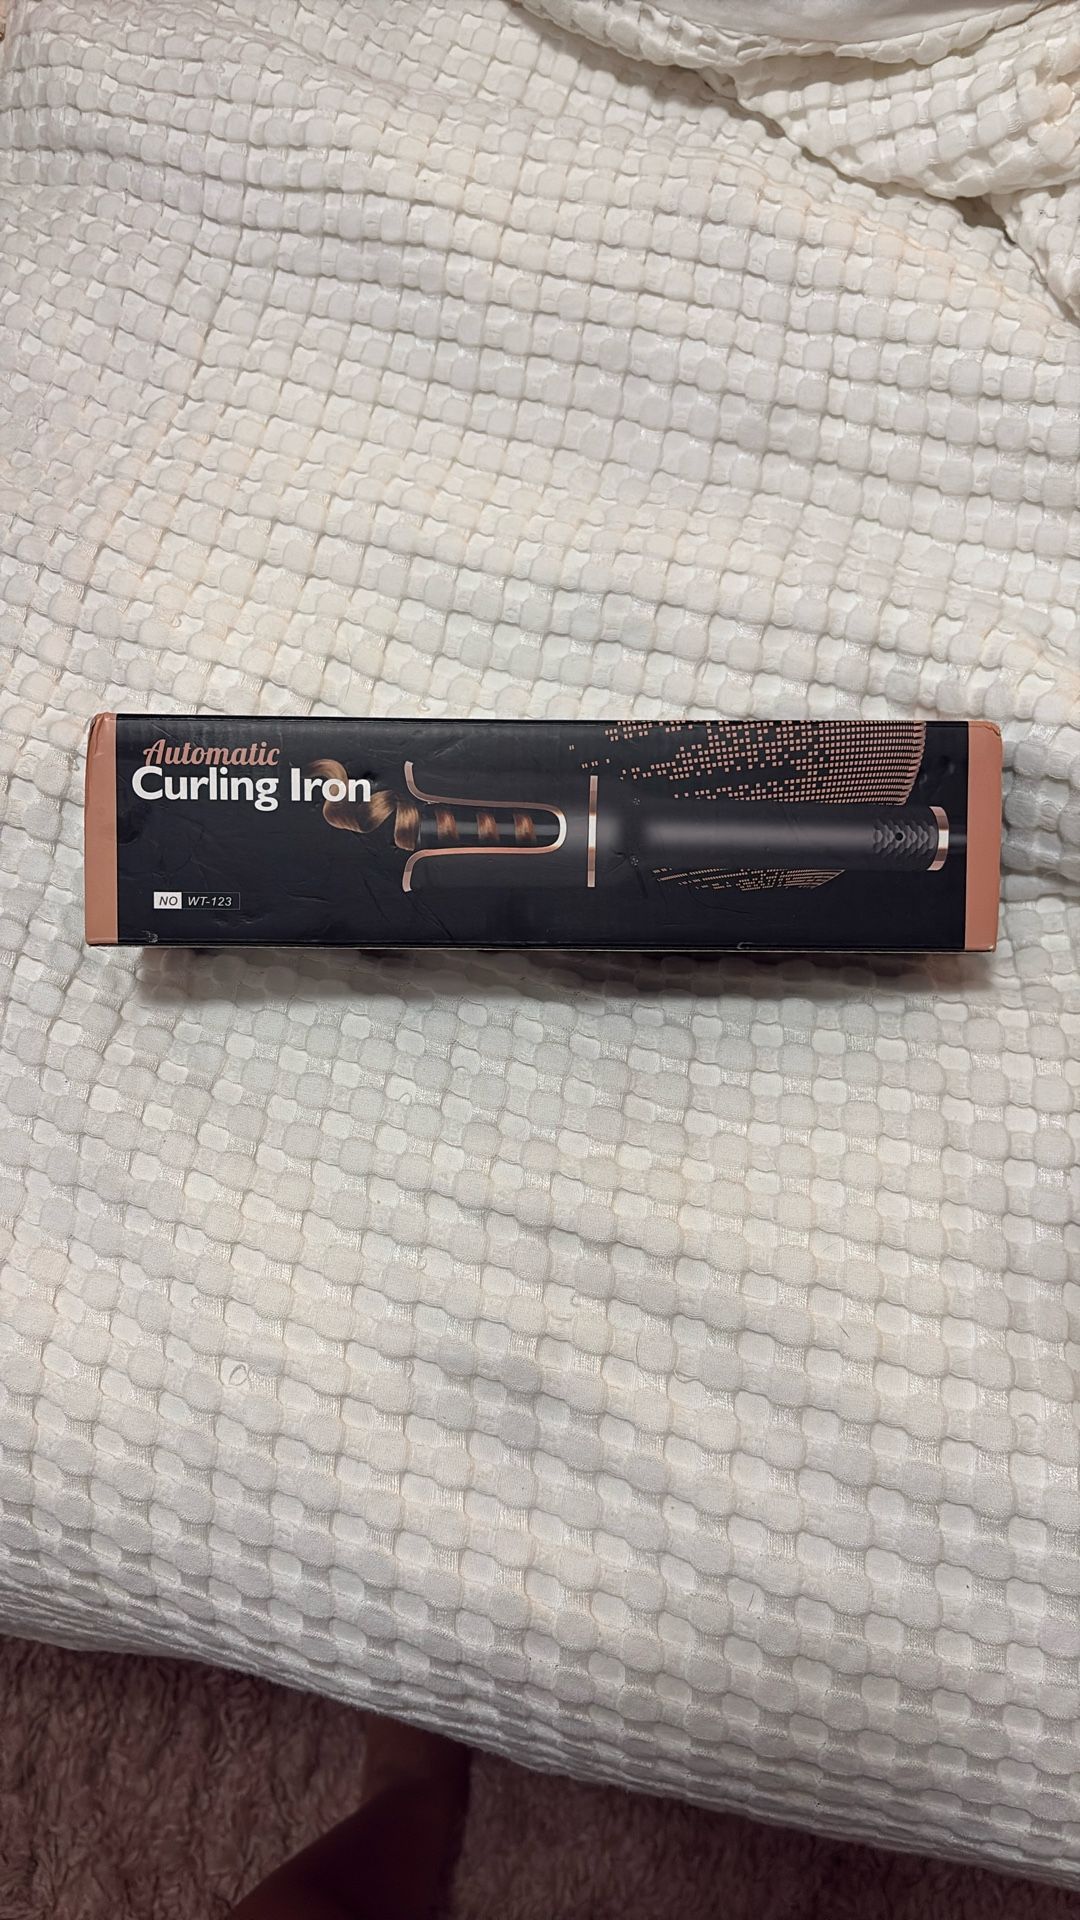 Automatic
Curling Iron
NO WT-123